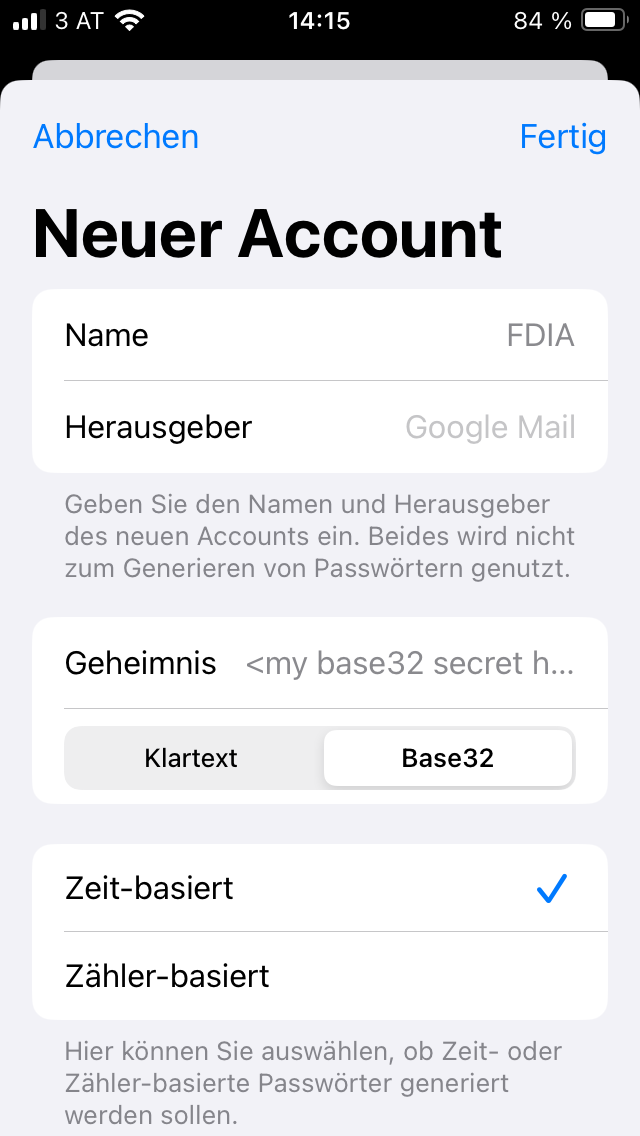 3 AT 14:15 84 %
Abbrechen Fertig
Neuer Account
Name FDIA
Herausgeber Google Mail
Geben Sie den Namen und Herausgeber
des neuen Accounts ein. Beides wird nicht
zum Generieren von Passwörtern genutzt.
Geheimnis <my base32 secret h...
Klartext Base32
Zeit-basiert
Zähler-basiert
Hier können Sie auswählen, ob Zeit- oder
Zähler-basierte Passwörter generiert
werden sollen.